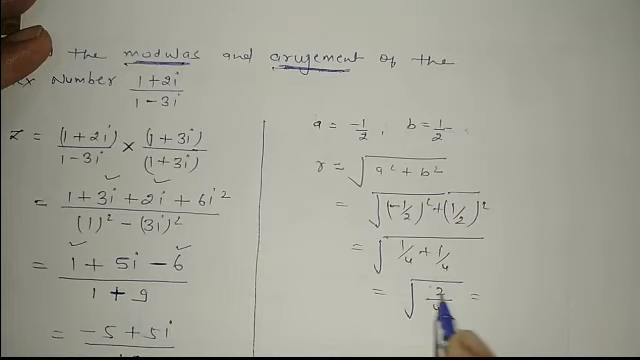 the modulas and arugement of the
Number 1+2i / 1-3i
z = (1+2i) / 1-3i × (1+3i) / (1+3i)
= 1+3i+2i+6i² / (1)² - (3i)²
= 1 + 5i - 6 / 1 + 9
= -5 + 5i
a = -1/2, b = 1/2
r = √a² + b²
= √(-1/2)² + (1/2)²
= √1/4 + 1/4
= √2/4 =